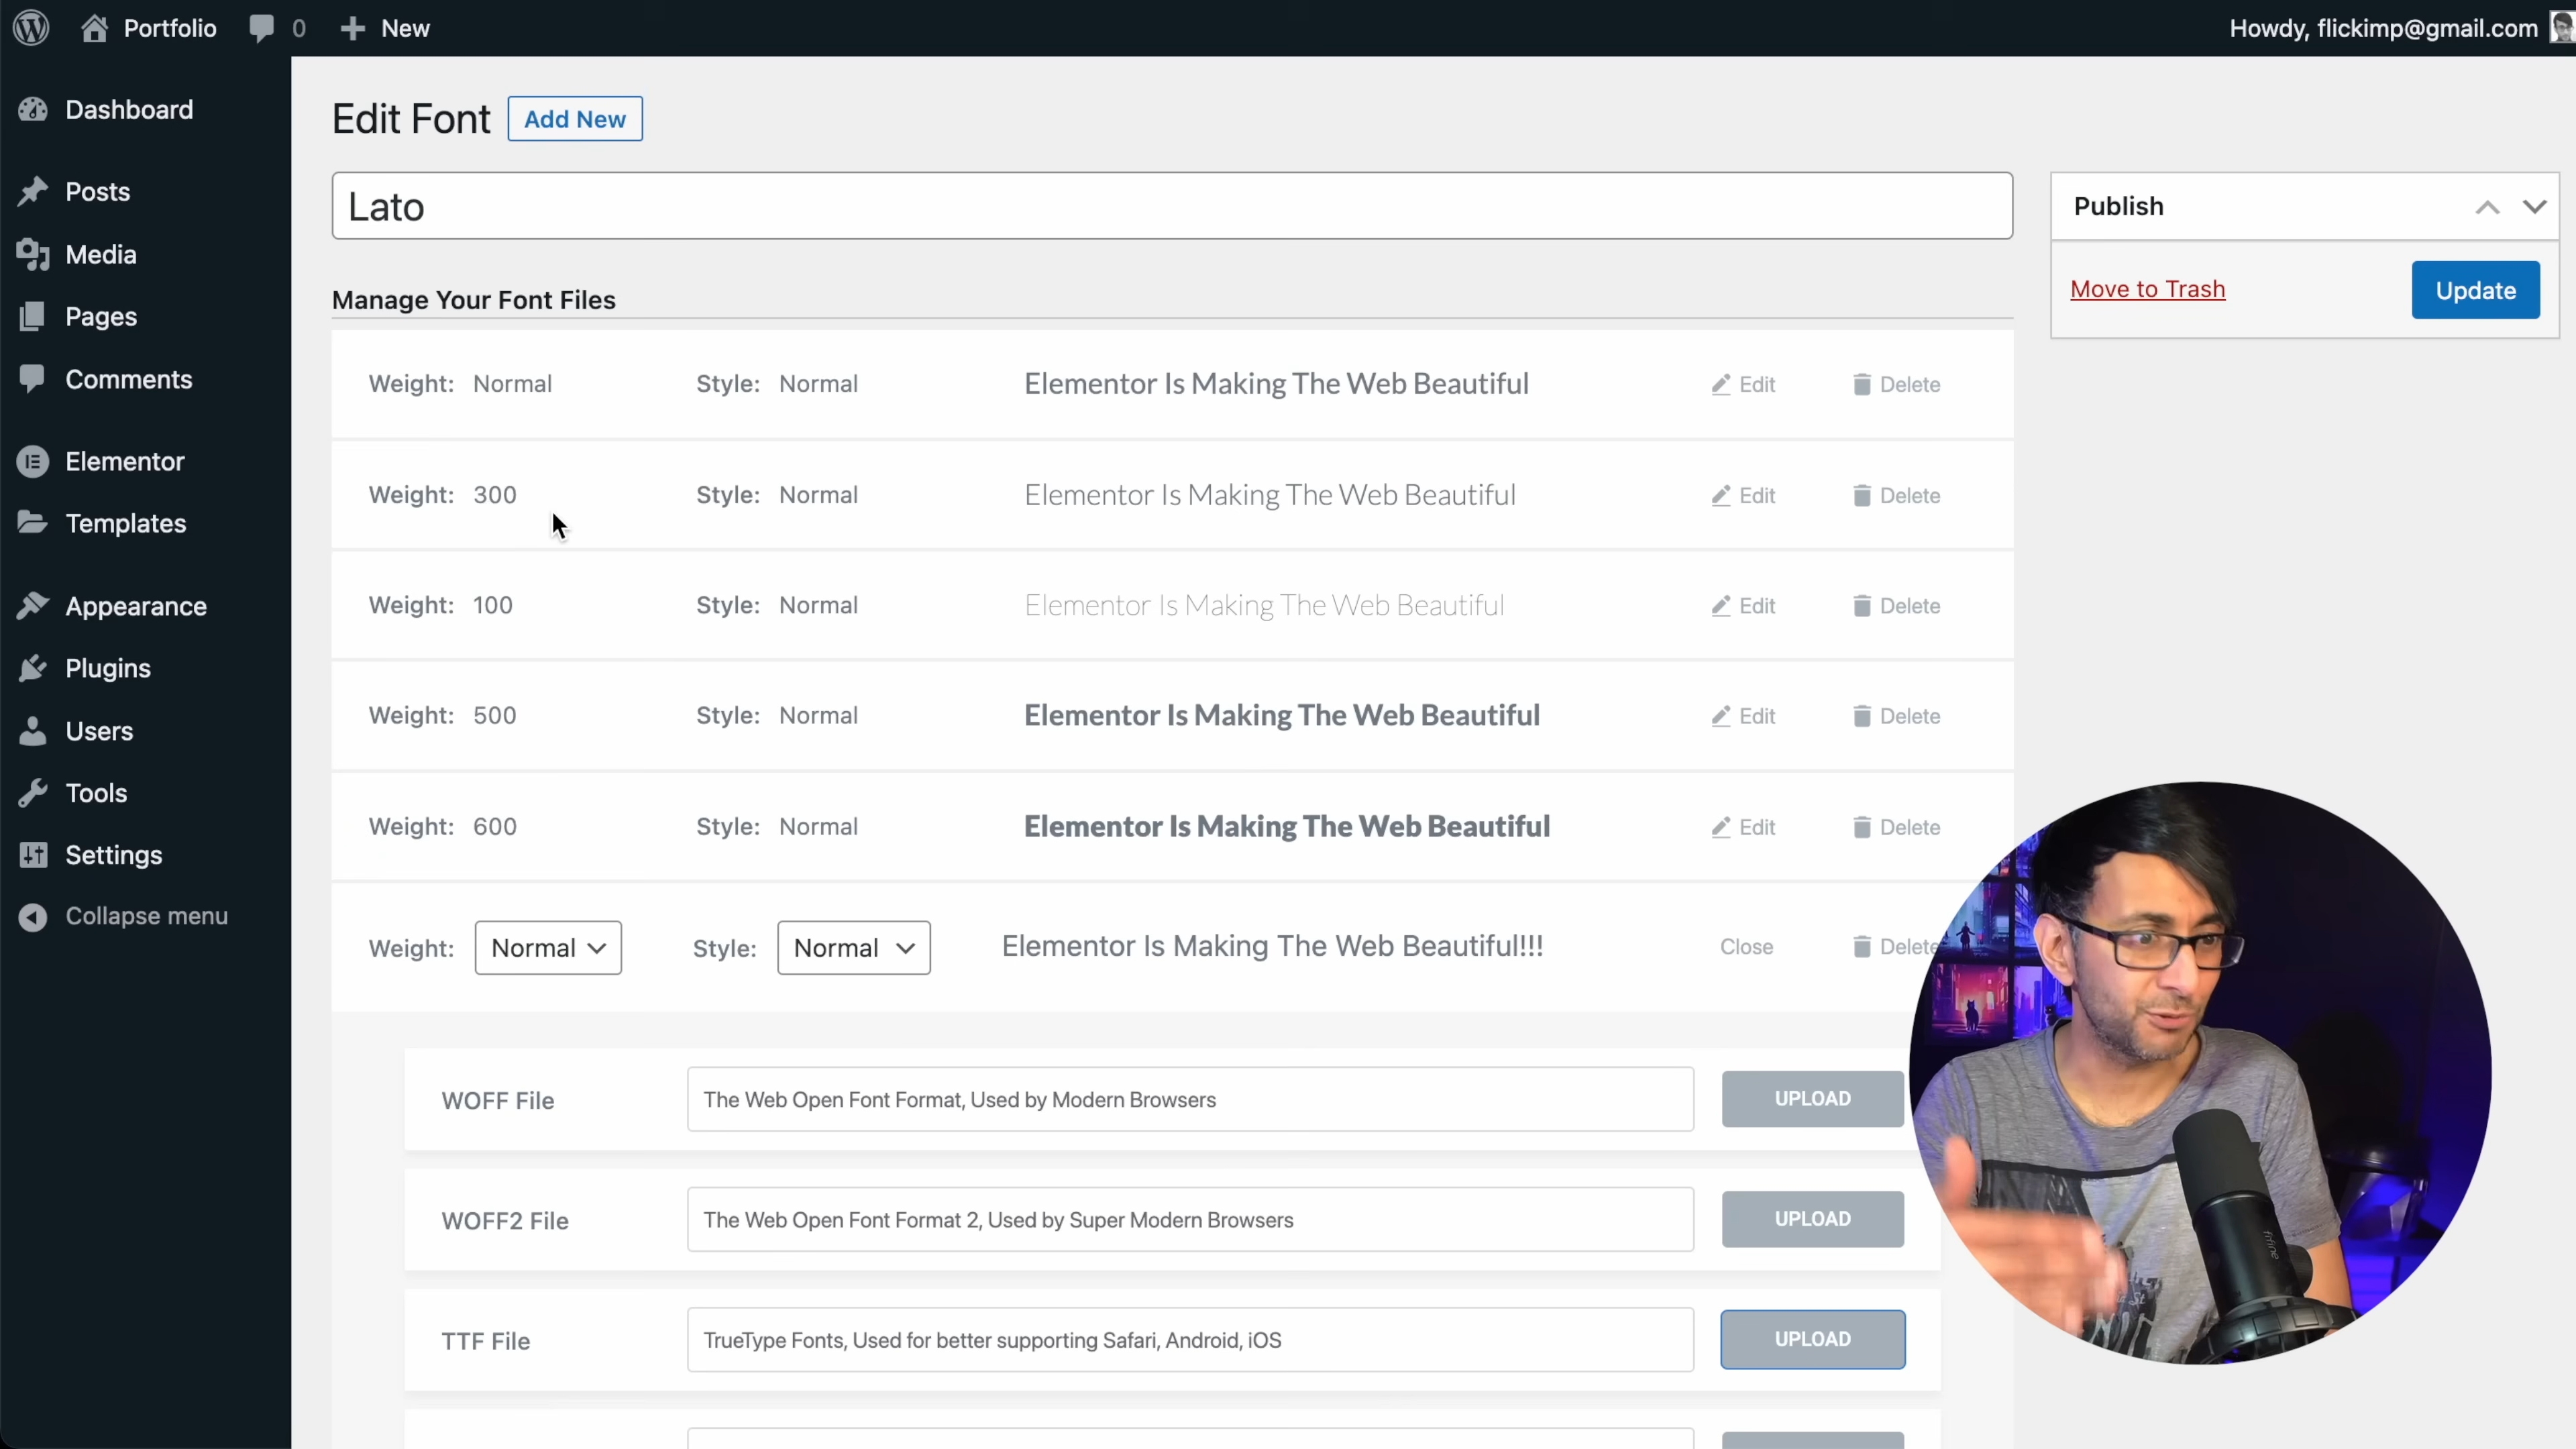 Portfolio 0 New Howdy, flickimp@gmail.com
Dashboard
Posts
Media
Pages
Comments
Elementor
Templates
Appearance
Plugins
Users
Tools
Settings
Collapse menu
Edit Font Add New
Lato
Manage Your Font Files
Weight: Normal Style: Normal Elementor Is Making The Web Beautiful Edit Delete
Weight: 300 Style: Normal Elementor Is Making The Web Beautiful Edit Delete
Weight: 100 Style: Normal Elementor Is Making The Web Beautiful Edit Delete
Weight: 500 Style: Normal Elementor Is Making The Web Beautiful Edit Delete
Weight: 600 Style: Normal Elementor Is Making The Web Beautiful Edit Delete
Weight: Normal Style: Normal Elementor Is Making The Web Beautiful!!! Close Delete
WOFF File The Web Open Font Format, Used by Modern Browsers UPLOAD
WOFF2 File The Web Open Font Format 2, Used by Super Modern Browsers UPLOAD
TTF File TrueType Fonts, Used for better supporting Safari, Android, iOS UPLOAD
Publish
Move to Trash Update
fifine